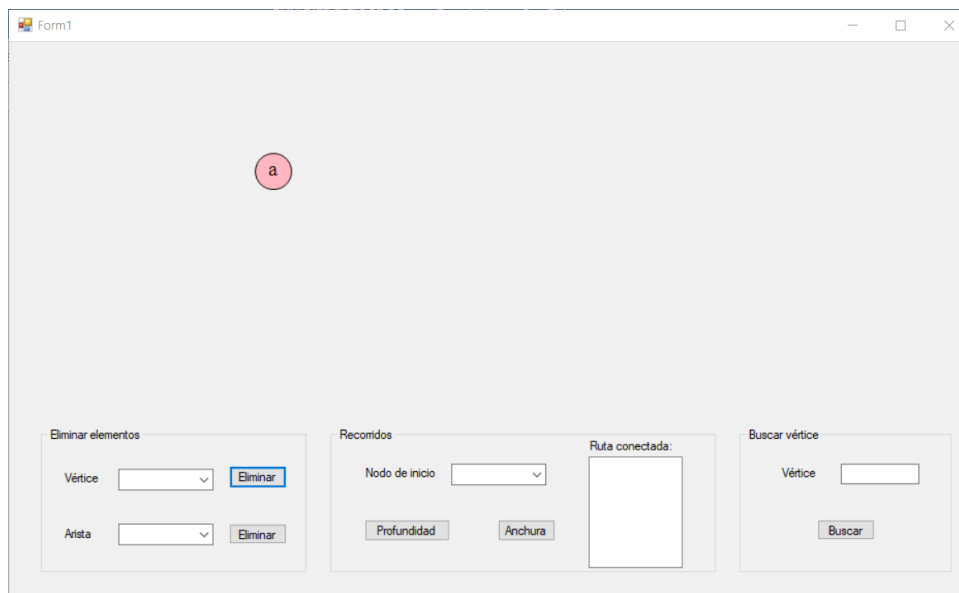 Form1
a
Eliminar elementos
Vértice
Eliminar
Arista
Eliminar
Recorridos
Nodo de inicio
Profundidad
Anchura
Ruta conectada:
Buscar vértice
Vértice
Buscar